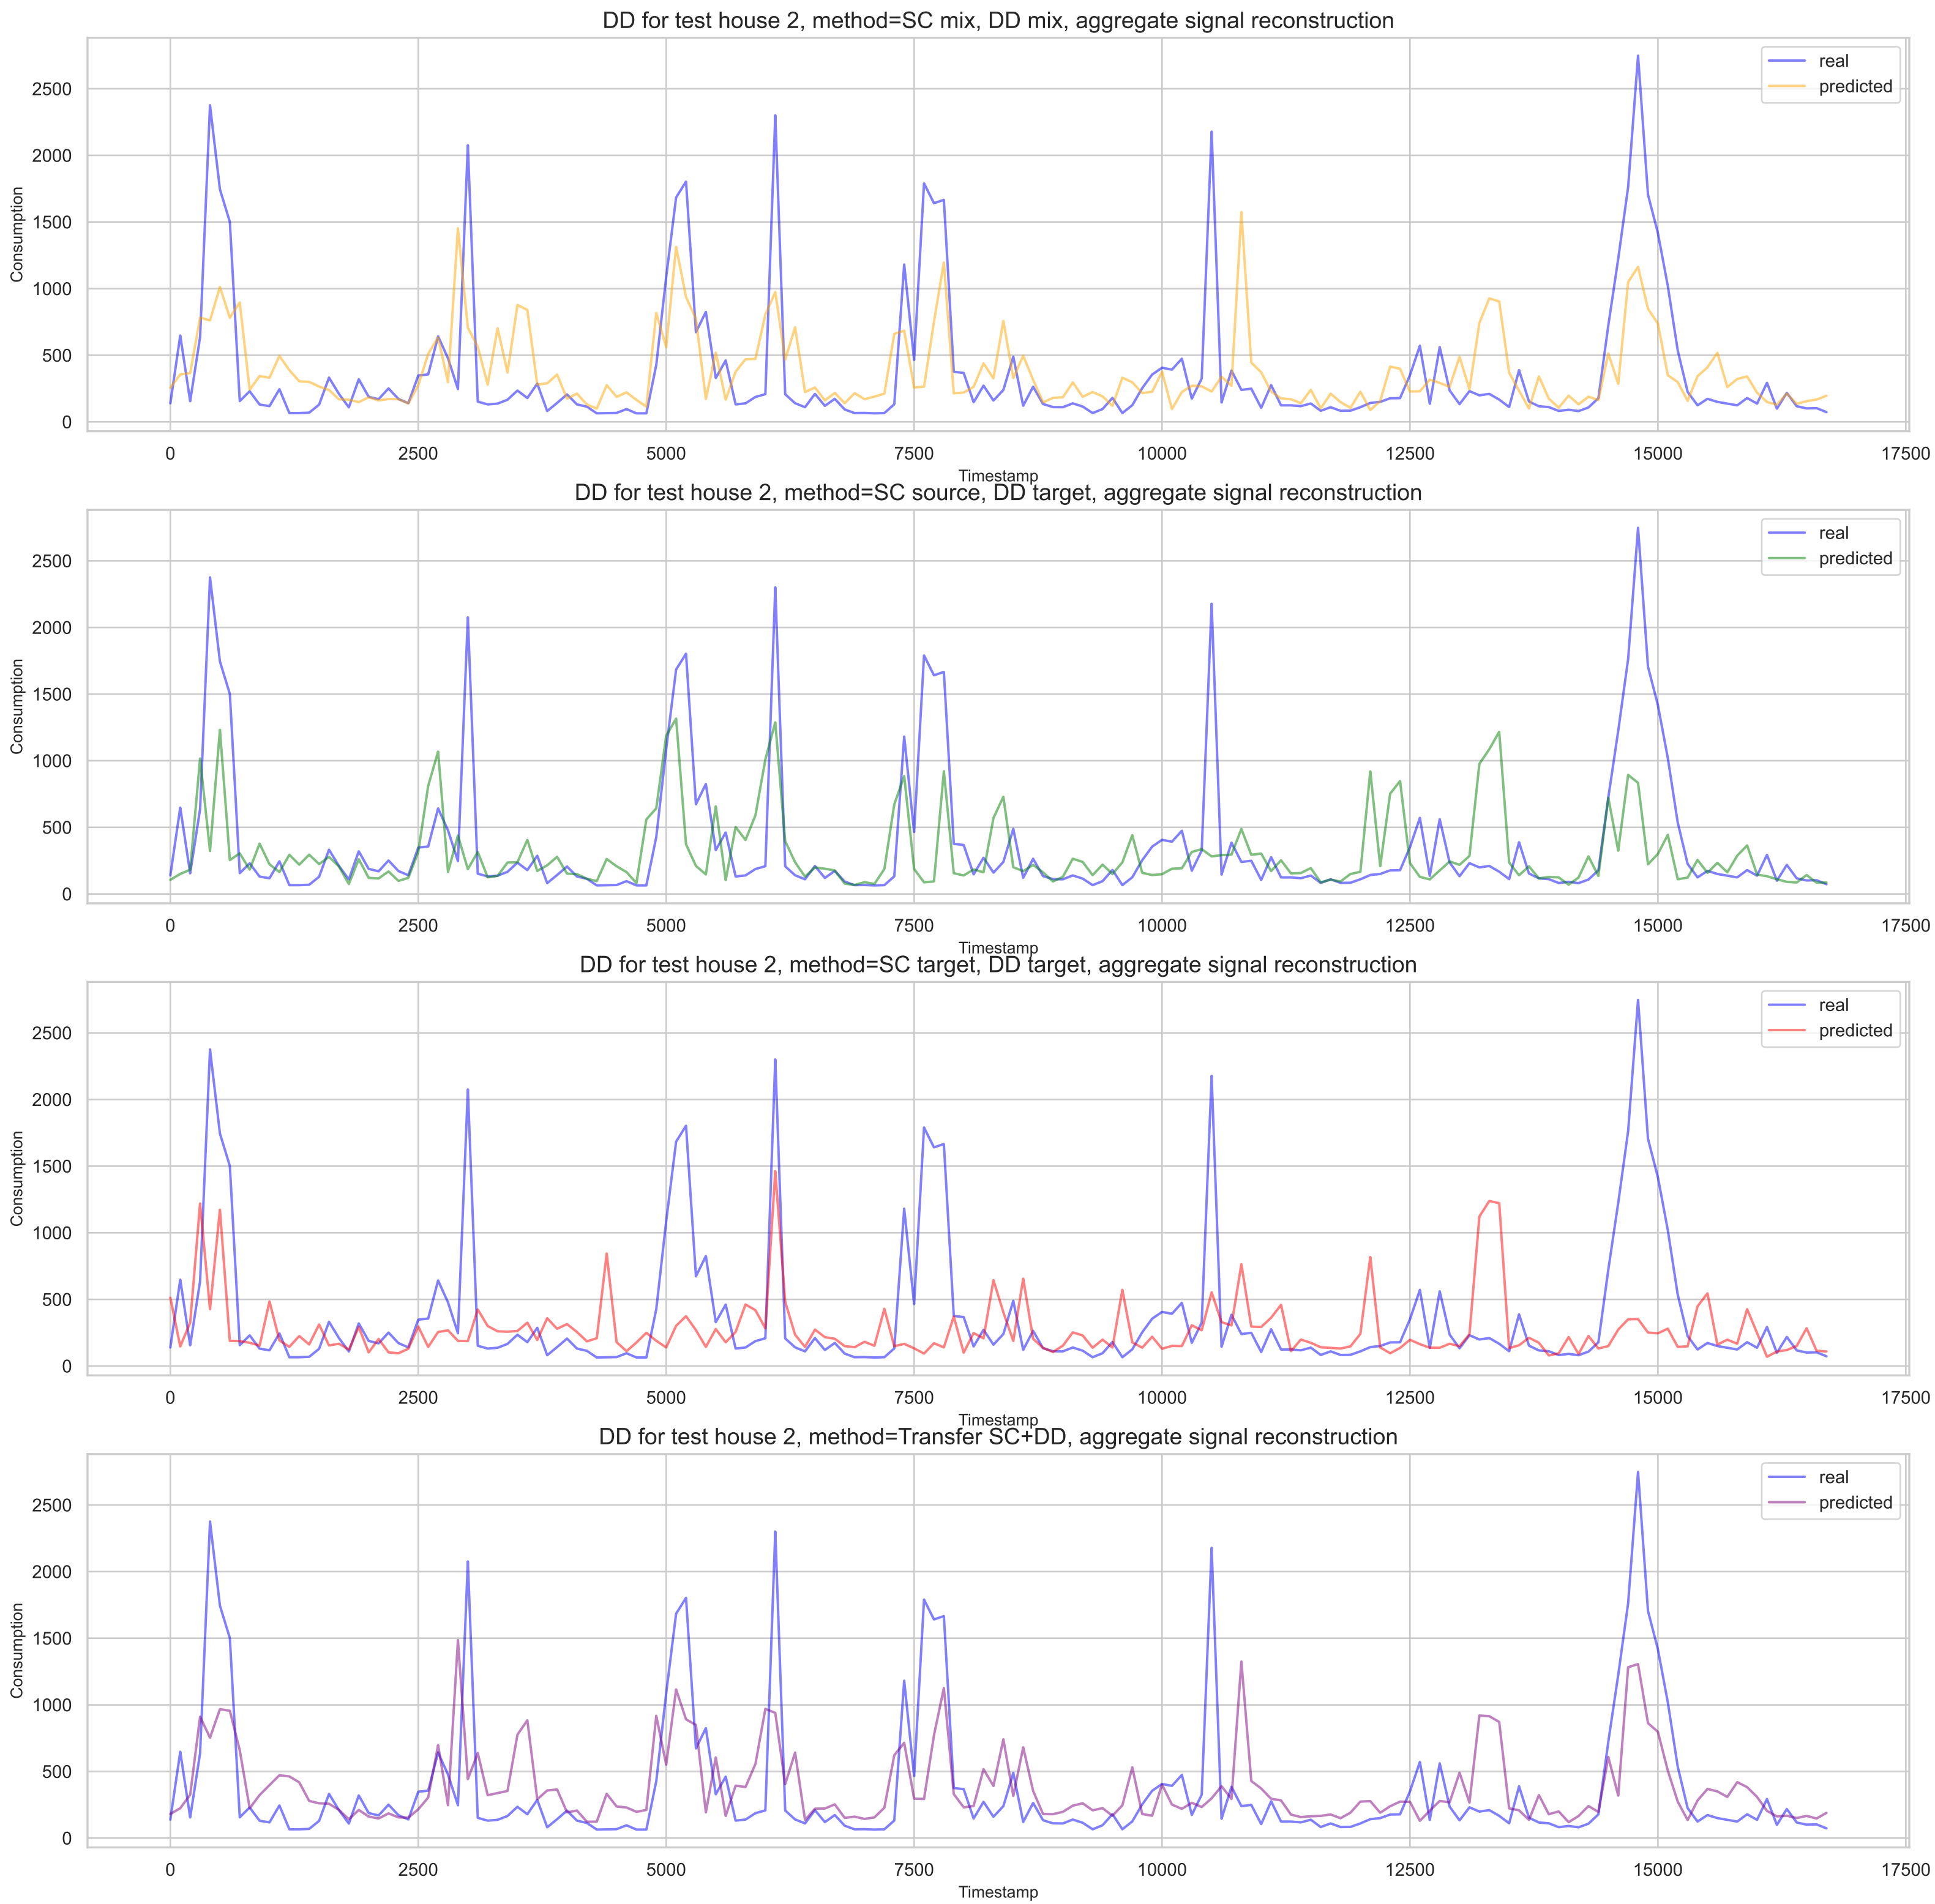 DD for test house 2, method=SC mix, DD mix, aggregate signal reconstruction
real
predicted
2500
2000
1500
1000
500
0
Consumption
0 2500 5000 7500 10000 12500 15000 17500
Timestamp
DD for test house 2, method=SC source, DD target, aggregate signal reconstruction
real
predicted
2500
2000
1500
1000
500
0
Consumption
0 2500 5000 7500 10000 12500 15000 17500
Timestamp
DD for test house 2, method=SC target, DD target, aggregate signal reconstruction
real
predicted
2500
2000
1500
1000
500
0
Consumption
0 2500 5000 7500 10000 12500 15000 17500
Timestamp
DD for test house 2, method=Transfer SC+DD, aggregate signal reconstruction
real
predicted
2500
2000
1500
1000
500
0
Consumption
0 2500 5000 7500 10000 12500 15000 17500
Timestamp